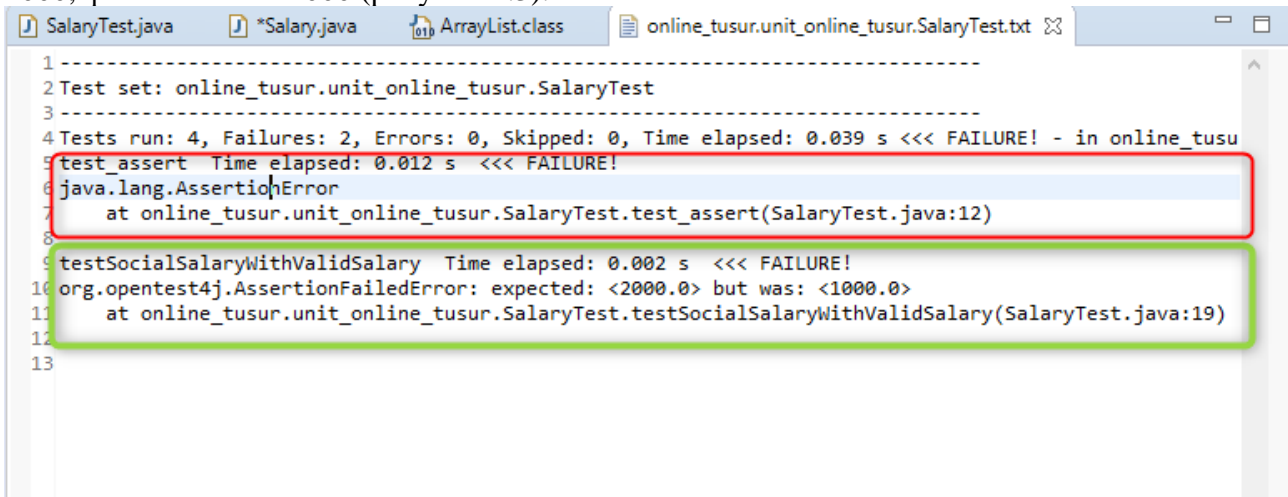 SalaryTest.java *Salary.java ArrayList.class online_tusur.unit_online_tusur.SalaryTest.txt
1 -------------------------------------------------------------------------------
2 Test set: online_tusur.unit_online_tusur.SalaryTest
3 -------------------------------------------------------------------------------
4 Tests run: 4, Failures: 2, Errors: 0, Skipped: 0, Time elapsed: 0.039 s <<< FAILURE! - in online_tusu
5 test_assert  Time elapsed: 0.012 s  <<< FAILURE!
6 java.lang.AssertionError
7     at online_tusur.unit_online_tusur.SalaryTest.test_assert(SalaryTest.java:12)
8
9 testSocialSalaryWithValidSalary  Time elapsed: 0.002 s  <<< FAILURE!
10 org.opentest4j.AssertionFailedError: expected: <2000.0> but was: <1000.0>
11     at online_tusur.unit_online_tusur.SalaryTest.testSocialSalaryWithValidSalary(SalaryTest.java:19)
12
13